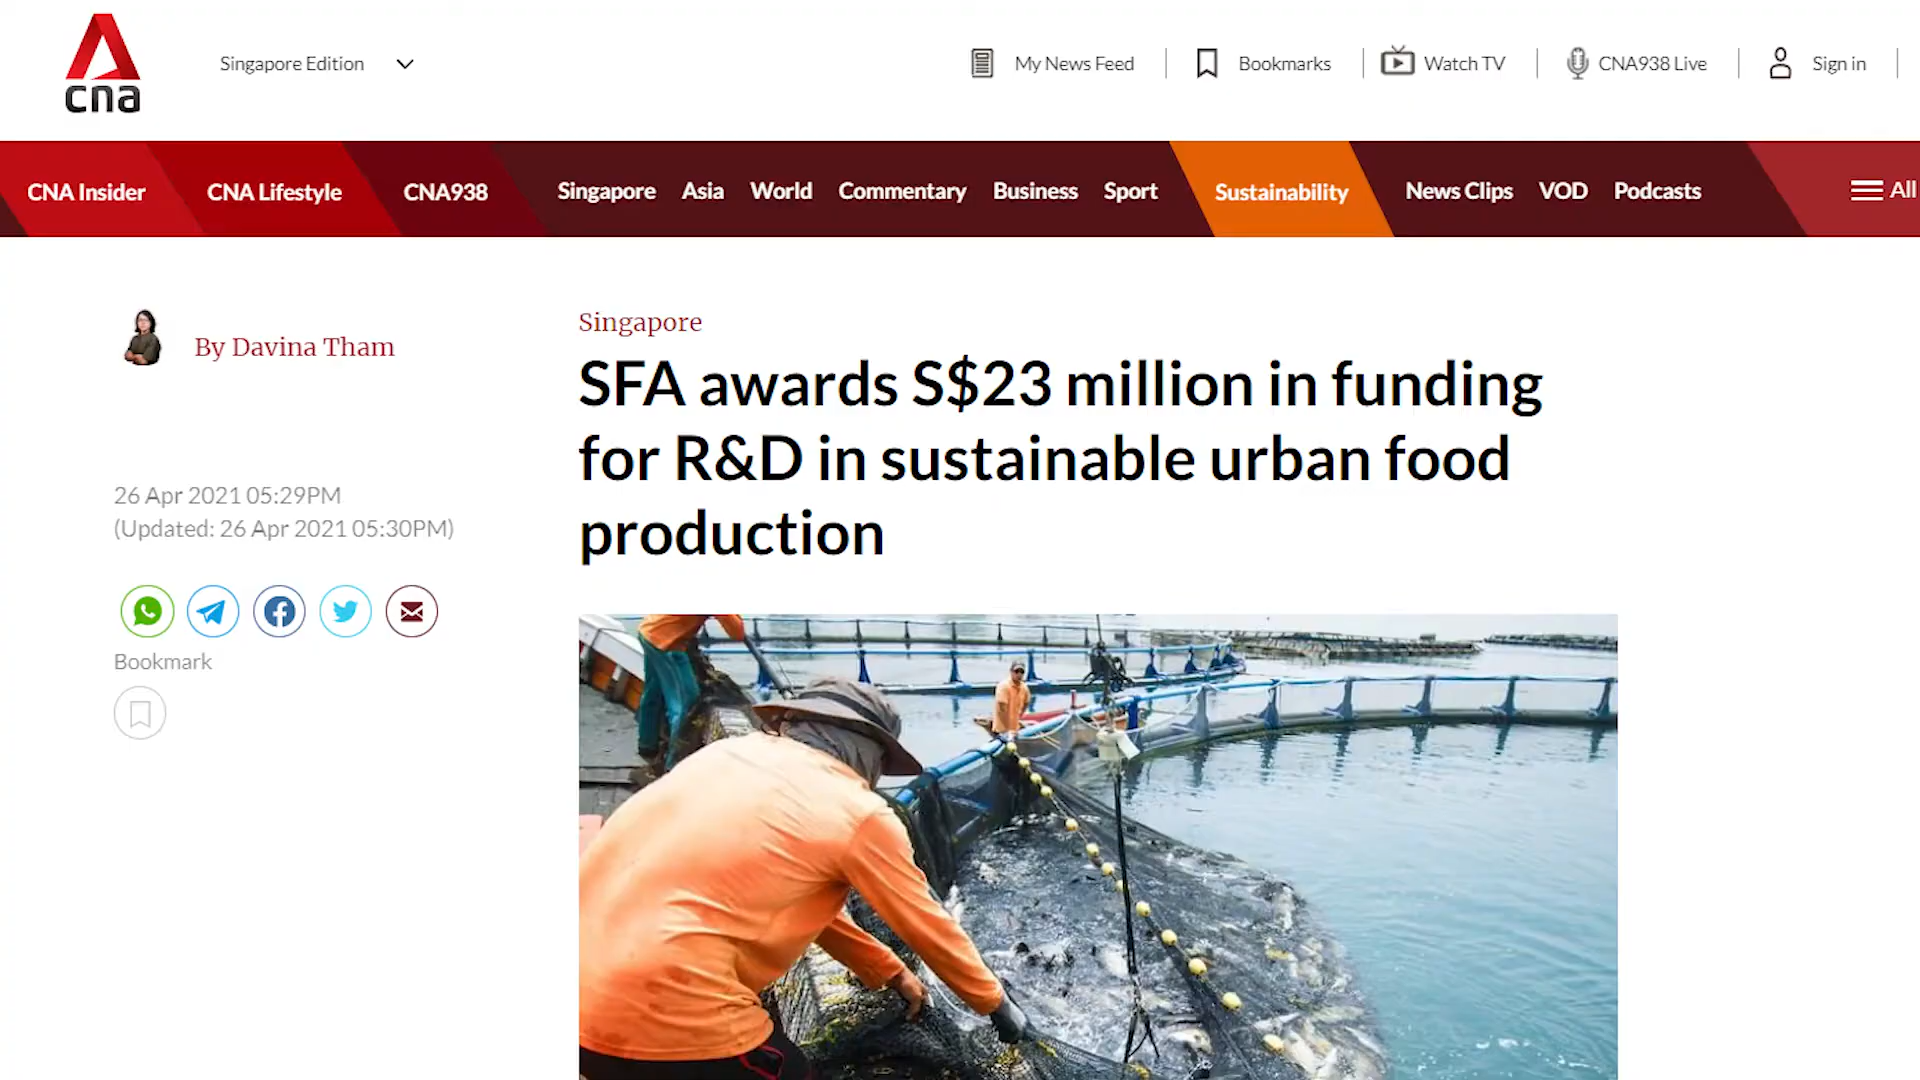 cna
Singapore Edition
My News Feed
Bookmarks
Watch TV
CNA938 Live
Sign in
CNA Insider
CNA Lifestyle
CNA938
Singapore
Asia
World
Commentary
Business
Sport
Sustainability
News Clips
VOD
Podcasts
All
By Davina Tham
26 Apr 2021 05:29PM
(Updated: 26 Apr 2021 05:30PM)
Bookmark
Singapore
SFA awards S$23 million in funding
for R&D in sustainable urban food
production